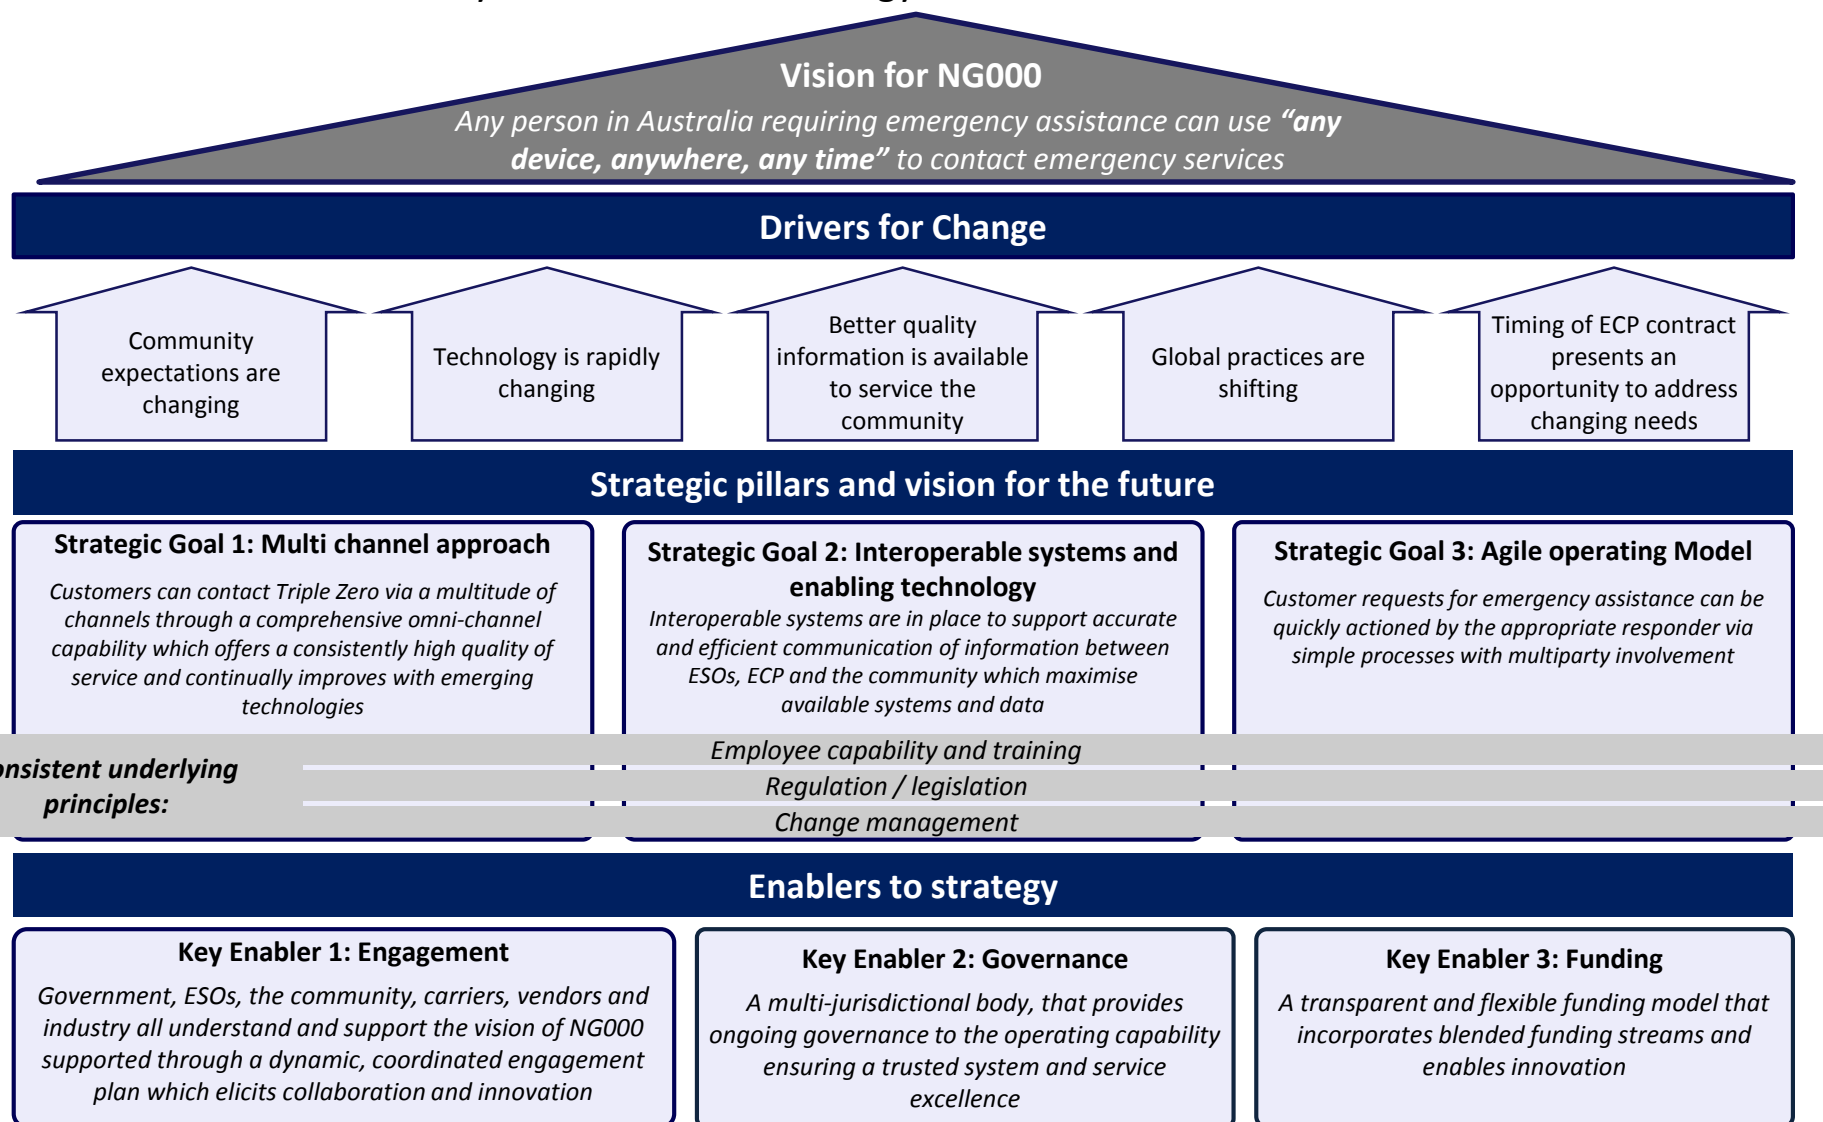 Vision for NG000
Any person in Australia requiring emergency assistance can use “any
device, anywhere, any time” to contact emergency services
Drivers for Change
Community
expectations are
changing
Technology is rapidly
changing
Better quality
information is available
to service the
community
Global practices are
shifting
Timing of ECP contract
presents an
opportunity to address
changing needs
Strategic pillars and vision for the future
Strategic Goal 1: Multi channel approach
Customers can contact Triple Zero via a multitude of
channels through a comprehensive omni-channel
capability which offers a consistently high quality of
service and continually improves with emerging
technologies
Strategic Goal 2: Interoperable systems and
enabling technology
Interoperable systems are in place to support accurate
and efficient communication of information between
ESOs, ECP and the community which maximise
available systems and data
Strategic Goal 3: Agile operating Model
Customer requests for emergency assistance can be
quickly actioned by the appropriate responder via
simple processes with multiparty involvement
onsistent underlying
principles:
Employee capability and training
Regulation / legislation
Change management
Enablers to strategy
Key Enabler 1: Engagement
Government, ESOs, the community, carriers, vendors and
industry all understand and support the vision of NG000
supported through a dynamic, coordinated engagement
plan which elicits collaboration and innovation
Key Enabler 2: Governance
A multi-jurisdictional body, that provides
ongoing governance to the operating capability
ensuring a trusted system and service
excellence
Key Enabler 3: Funding
A transparent and flexible funding model that
incorporates blended funding streams and
enables innovation